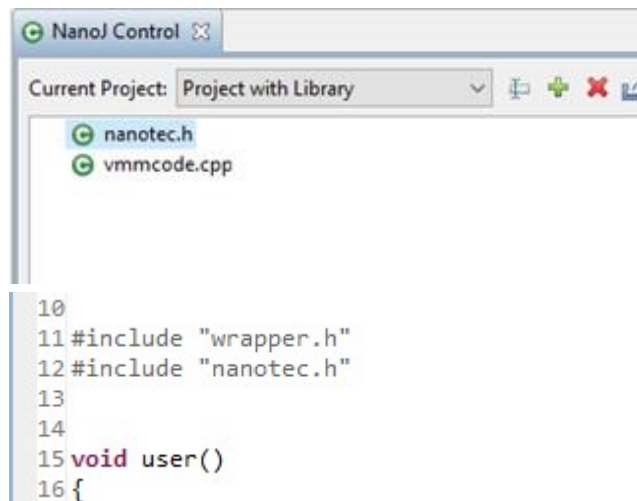 NanoJ Control
Current Project: Project with Library
nanotec.h
vmmcode.cpp
10
11 #include "wrapper.h"
12 #include "nanotec.h"
13
14
15 void user()
16 {